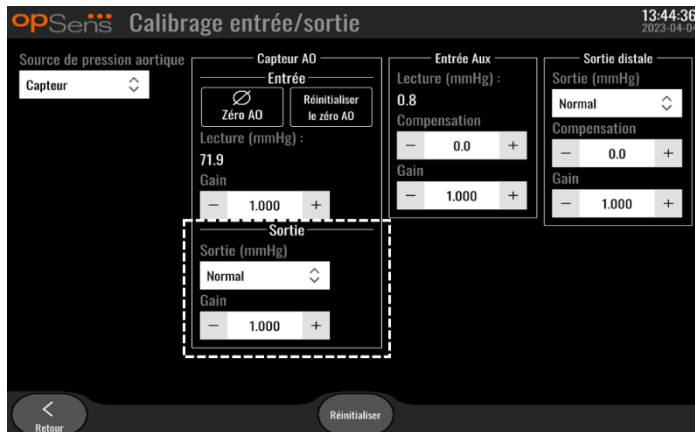 opSens Calibrage entrée/sortie
13:44:36
2023-04-04
Source de pression aortique
Capteur
Capteur AO
Entrée
Zéro AO
Réinitialiser
le zéro AO
Lecture (mmHg) :
71.9
Gain
− 1.000 +
Sortie
Sortie (mmHg)
Normal
Gain
− 1.000 +
Entrée Aux
Lecture (mmHg) :
0.8
Compensation
− 0.0 +
Gain
− 1.000 +
Sortie distale
Sortie (mmHg)
Normal
Compensation
− 0.0 +
Gain
− 1.000 +
Retour
Réinitialiser